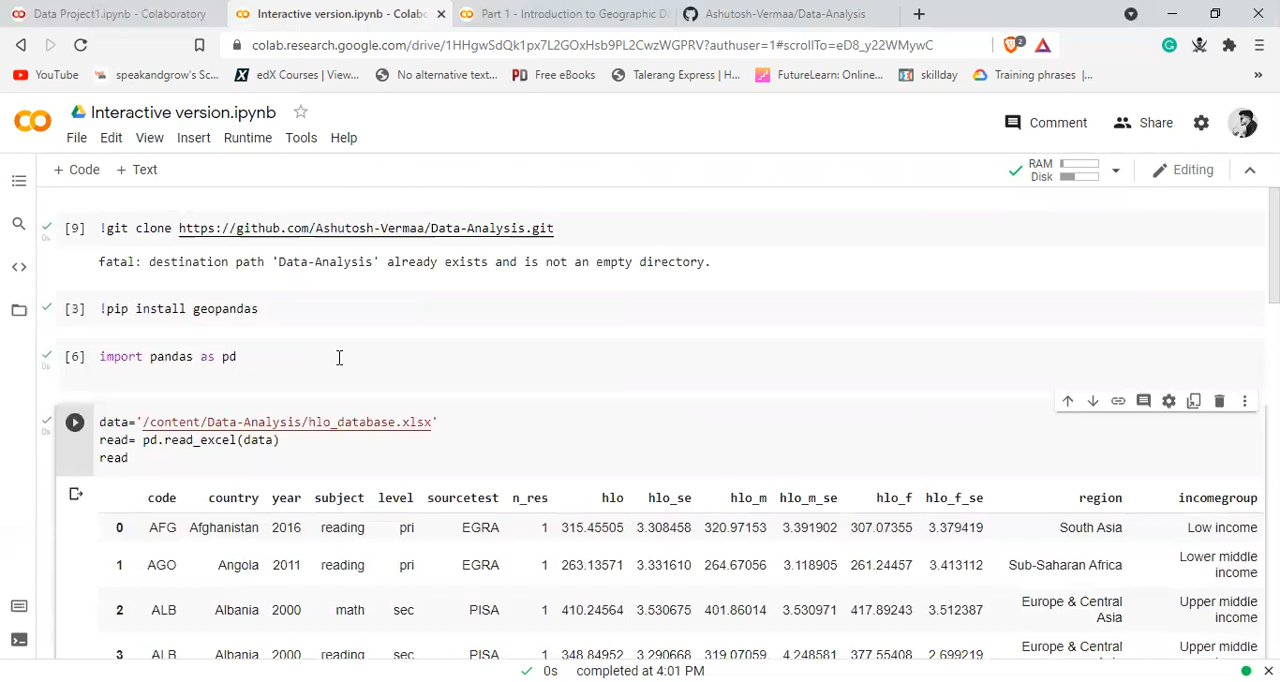 Data Project1.ipynb - Colaboratory
Interactive version.ipynb - Colab
Part 1 - Introduction to Geographic D
Ashutosh-Vermaa/Data-Analysis
colab.research.google.com/drive/1HHgwSdQk1px7L2GOxHsb9PL2CwzWGPRV?authuser=1#scrollTo=eD8_y22WMywC
2
YouTube speakandgrow's Sc... edX Courses | View... No alternative text... PD Free eBooks Talerang Express | H... FutureLearn: Online... skillday Training phrases |... »
Interactive version.ipynb
Comment Share
File Edit View Insert Runtime Tools Help
+ Code + Text
RAM
Disk
Editing
[9] !git clone https://github.com/Ashutosh-Vermaa/Data-Analysis.git
0s
fatal: destination path 'Data-Analysis' already exists and is not an empty directory.
[3] !pip install geopandas
[6] import pandas as pd
0s
data='/content/Data-Analysis/hlo_database.xlsx'
0s
read= pd.read_excel(data)
read
code country year subject level sourcetest n_res hlo hlo_se hlo_m hlo_m_se hlo_f hlo_f_se region incomegroup
0 AFG Afghanistan 2016 reading pri EGRA 1 315.45505 3.308458 320.97153 3.391902 307.07355 3.379419 South Asia Low income
1 AGO Angola 2011 reading pri EGRA 1 263.13571 3.331610 264.67056 3.118905 261.24457 3.413112 Sub-Saharan Africa Lower middle income
2 ALB Albania 2000 math sec PISA 1 410.24564 3.530675 401.86014 3.530971 417.89243 3.512387 Europe & Central Asia Upper middle income
3 ALB Albania 2000 reading sec PISA 1 348.84952 3.290668 319.07059 4.248581 377.55408 2.699219 Europe & Central Upper middle
0s completed at 4:01 PM